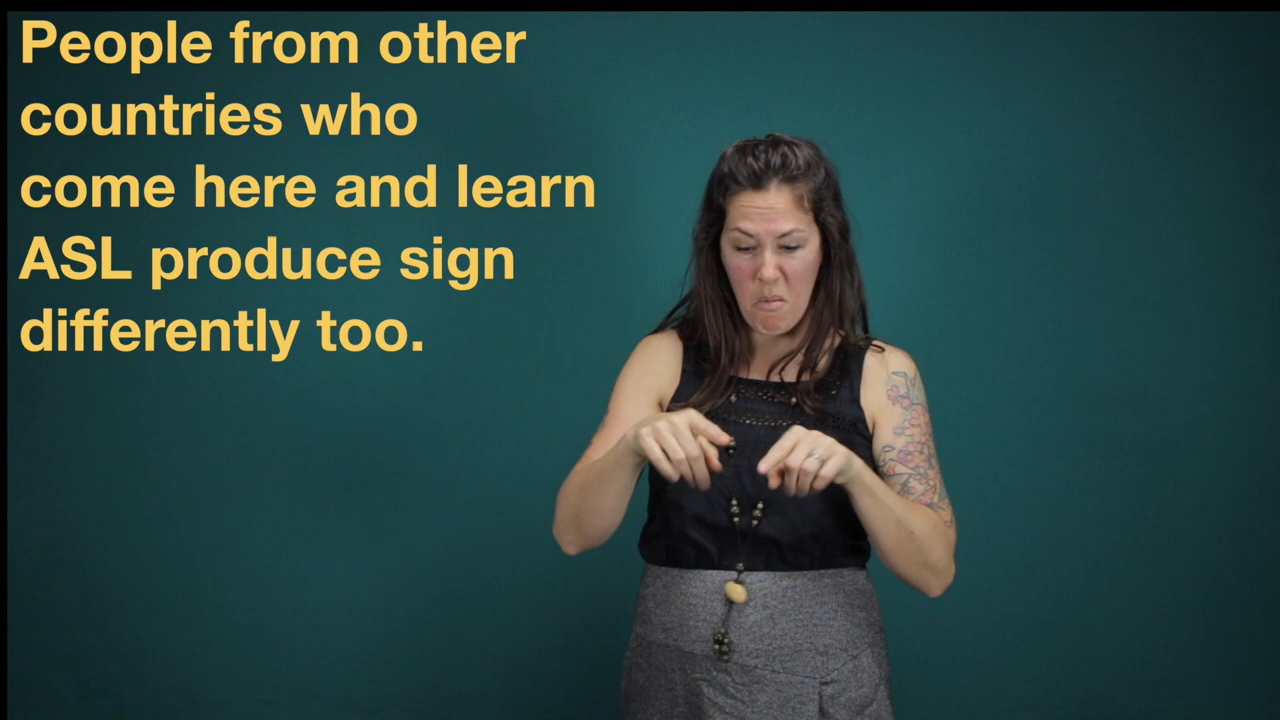 People from other
countries who
come here and learn
ASL produce sign
differently too.